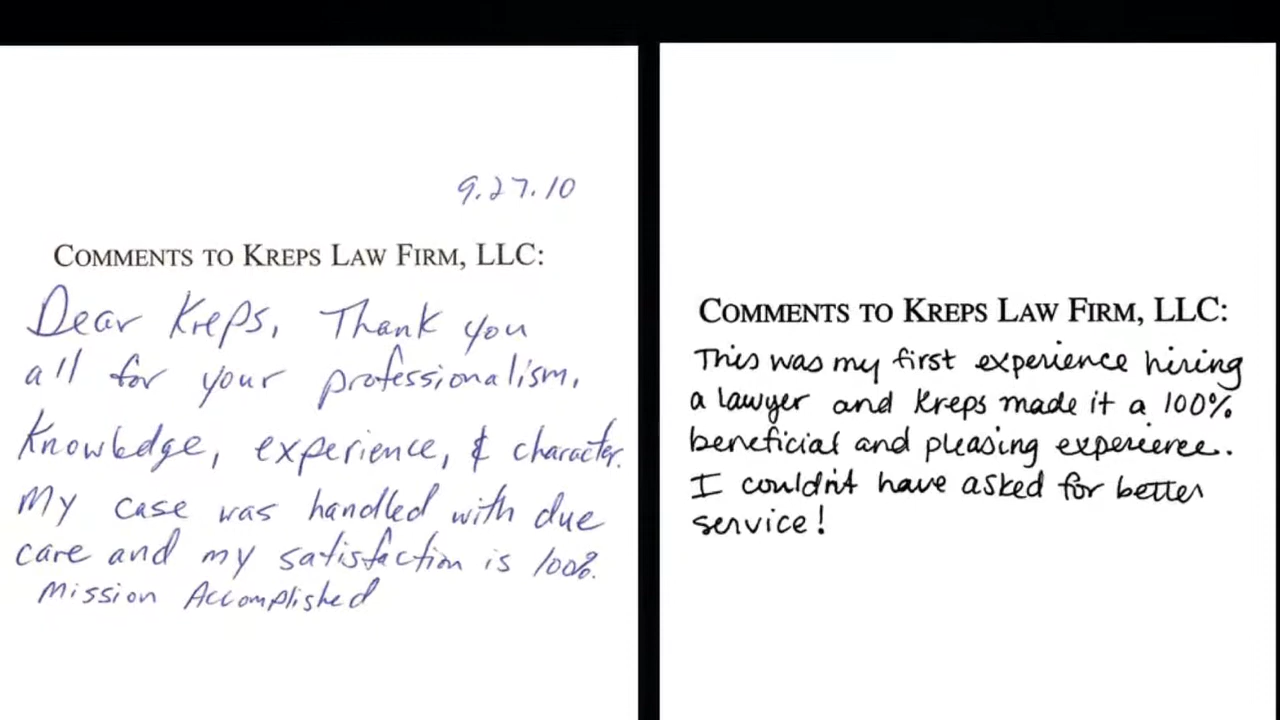 9.27.10
COMMENTS TO KREPS LAW FIRM, LLC:
Dear Kreps, Thank you
all for your professionalism,
Knowledge, experience, & character.
My case was handled with due
care and my satisfaction is 100%.
Mission Accomplished
COMMENTS TO KREPS LAW FIRM, LLC:
This was my first experience hiring
a lawyer and Kreps made it a 100%
beneficial and pleasing experience.
I couldn't have asked for better
service!